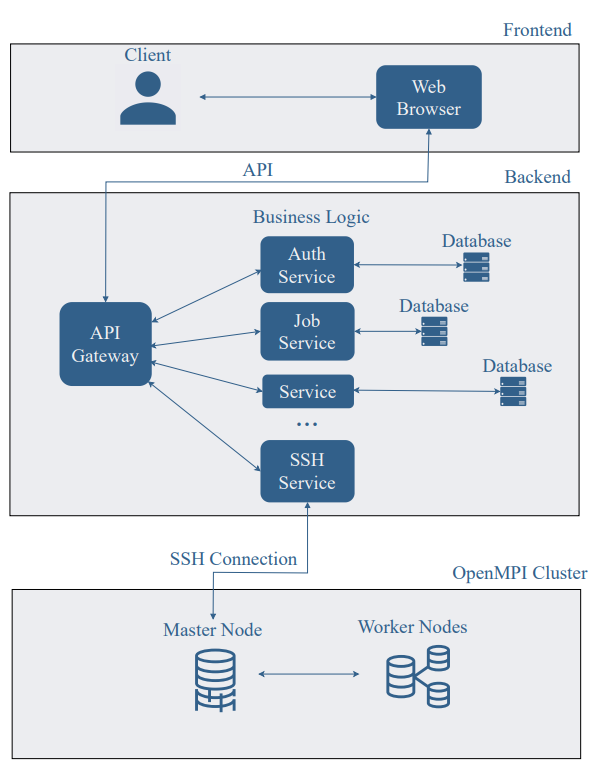 Frontend
Client
Web
Browser
API
Backend
Business Logic
Auth
Service
Database
API
Gateway
Job
Service
Database
Service
Database
...
SSH
Service
SSH Connection
OpenMPI Cluster
Master Node
Worker Nodes